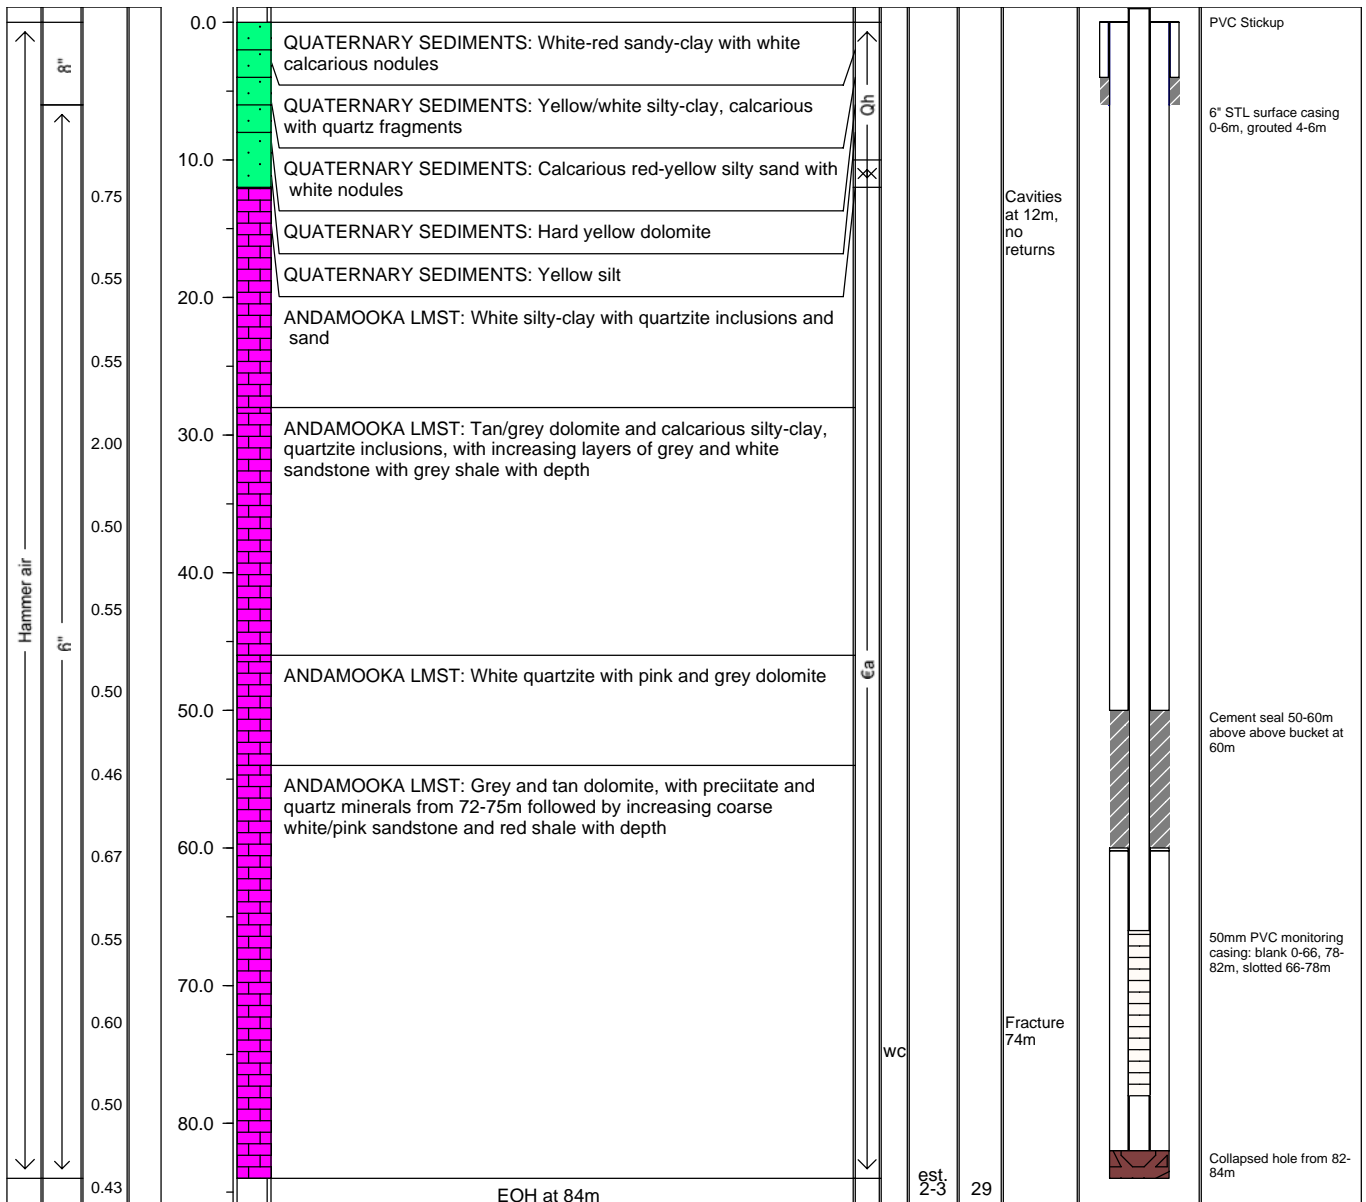 Hammer air
8"
6"
0.75
0.55
0.55
2.00
0.50
0.55
0.50
0.46
0.67
0.55
0.60
0.50
0.43
0.0
10.0
20.0
30.0
40.0
50.0
60.0
70.0
80.0
QUATERNARY SEDIMENTS: White-red sandy-clay with white
calcarious nodules
QUATERNARY SEDIMENTS: Yellow/white silty-clay, calcarious
with quartz fragments
QUATERNARY SEDIMENTS: Calcarious red-yellow silty sand with
white nodules
QUATERNARY SEDIMENTS: Hard yellow dolomite
QUATERNARY SEDIMENTS: Yellow silt
ANDAMOOKA LMST: White silty-clay with quartzite inclusions and
sand
ANDAMOOKA LMST: Tan/grey dolomite and calcarious silty-clay,
quartzite inclusions, with increasing layers of grey and white
sandstone with grey shale with depth
ANDAMOOKA LMST: White quartzite with pink and grey dolomite
ANDAMOOKA LMST: Grey and tan dolomite, with preciitate and
quartz minerals from 72-75m followed by increasing coarse
white/pink sandstone and red shale with depth
EOH at 84m
Qh
Єa
wc
est.
2-3
29
Cavities
at 12m,
no
returns
Fracture
74m
PVC Stickup
6" STL surface casing
0-6m, grouted 4-6m
Cement seal 50-60m
above above bucket at
60m
50mm PVC monitoring
casing: blank 0-66, 78-
82m, slotted 66-78m
Collapsed hole from 82-
84m